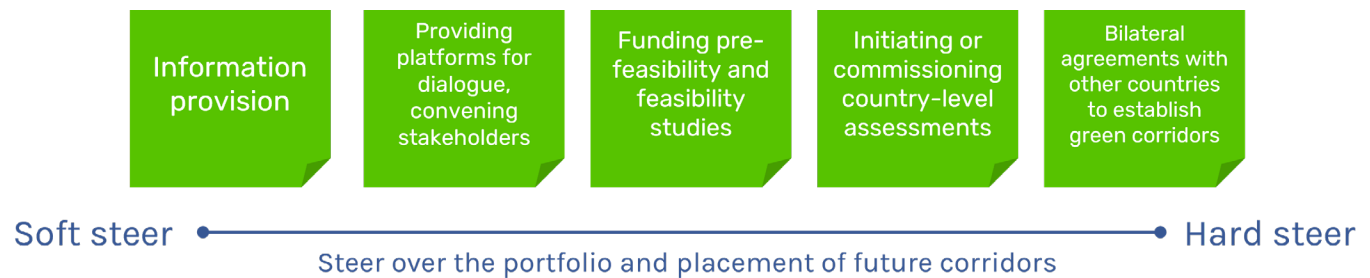 Information
provision
Providing
platforms for
dialogue,
convening
stakeholders
Funding pre-
feasibility and
feasibility
studies
Initiating or
commissioning
country-level
assessments
Bilateral
agreements with
other countries
to establish
green corridors
Soft steer
Hard steer
Steer over the portfolio and placement of future corridors